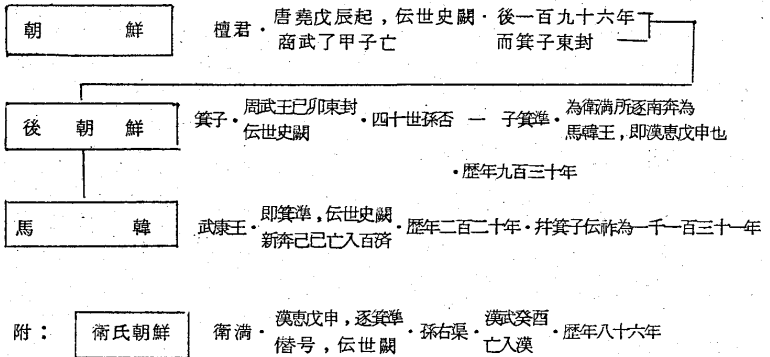 朝鮮
檀君・唐堯戊辰起，伝世史闕・後一百九十六年
商武丁甲子亡 而箕子東封
後朝鮮
箕子・周武王已卯東封
伝世史闕・四十世孫否 一 子箕準・為衛満所逐南奔為
馬韓王，即漢恵戊申也
・歴年九百三十年
馬韓
武康王・即箕準，伝世史闕
新莽己巳亡入百済・歴年二百二十年・幷箕子伝祚為一千一百三十一年
附：衛氏朝鮮
衛満・漢恵戊申，逐箕準
僭号，伝世闕・孫右渠・漢武癸酉
亡入漢・歴年八十六年